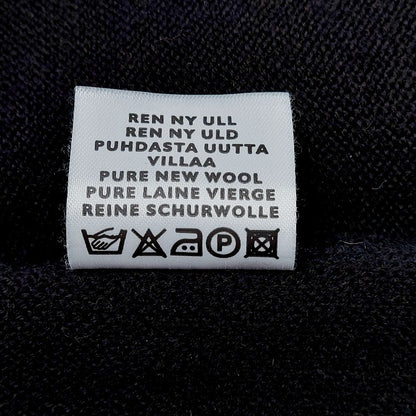 REN NY ULL
REN NY ULD
PUHDASTA UUTTA
VILLAA
PURE NEW WOOL
PURE LAINE VIERGE
REINE SCHURWOLLE
P